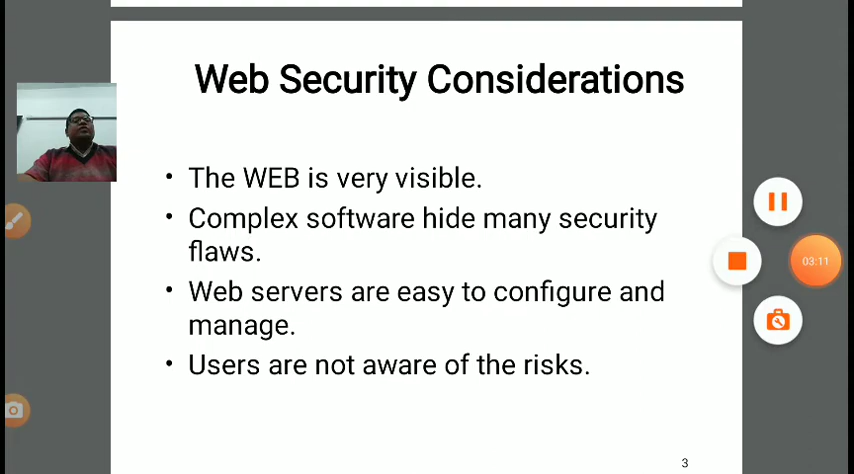 Web Security Considerations
• The WEB is very visible.
• Complex software hide many security
flaws.
• Web servers are easy to configure and
manage.
• Users are not aware of the risks.
03:11
3